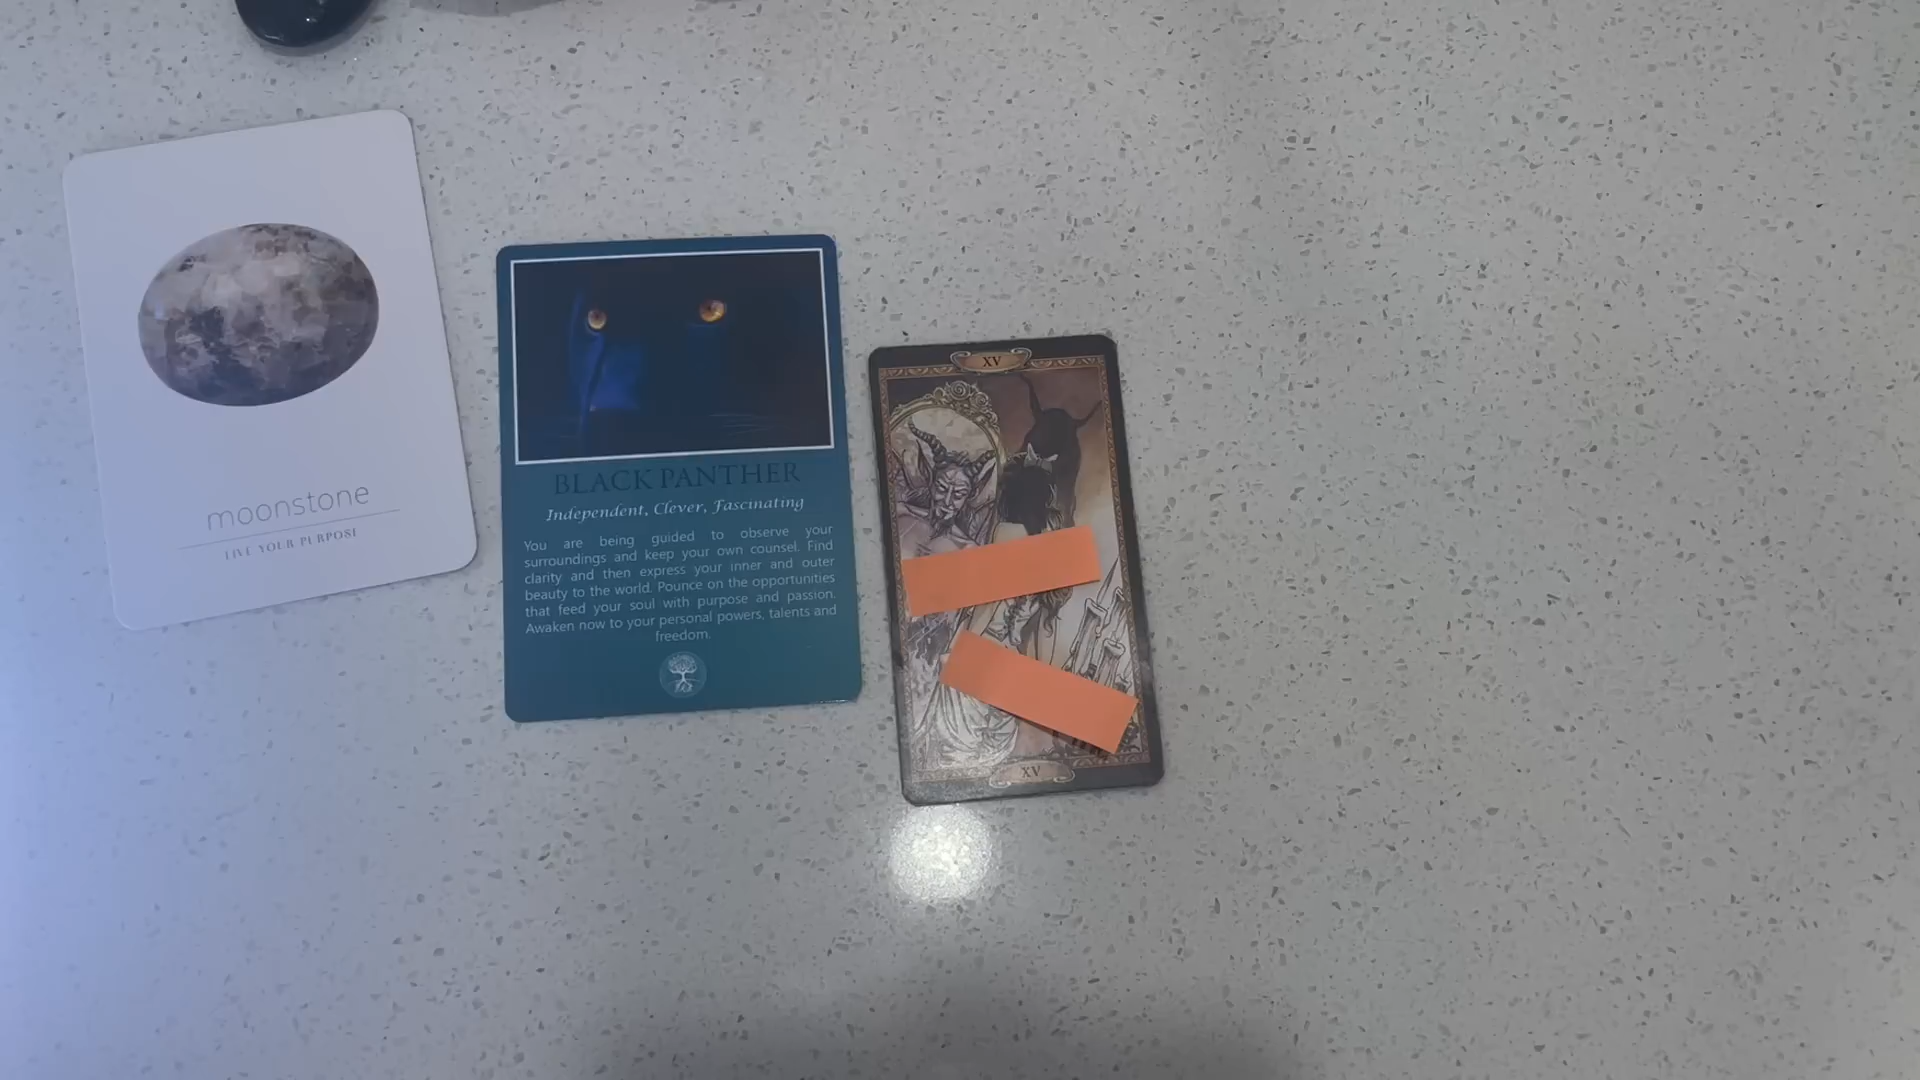 moonstone
LIVE YOUR PURPOSE
BLACK PANTHER
Independent, Clever, Fascinating
You are being guided to observe your
surroundings and keep your own counsel. Find
clarity and then express your inner and outer
beauty to the world. Pounce on the opportunities
that feed your soul with purpose and passion.
Awaken now to your personal powers, talents and
freedom.
XV
XV